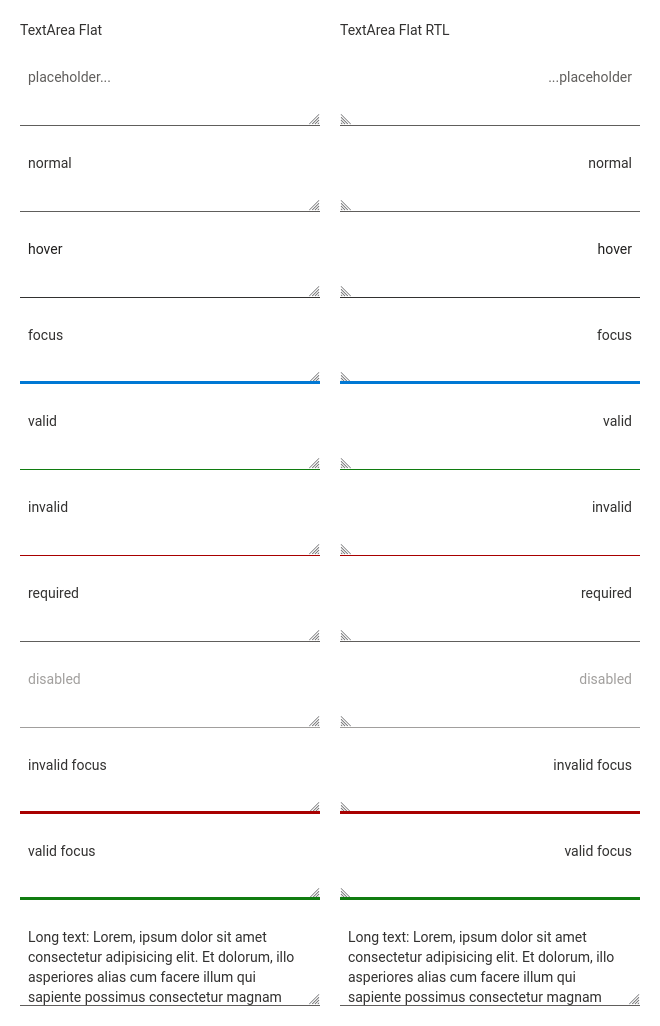 TextArea Flat
placeholder...
normal
hover
focus
valid
invalid
required
disabled
invalid focus
valid focus
Long text: Lorem, ipsum dolor sit amet
consectetur adipisicing elit. Et dolorum, illo
asperiores alias cum facere illum qui
sapiente possimus consectetur magnam
TextArea Flat RTL
...placeholder
normal
hover
focus
valid
invalid
required
disabled
invalid focus
valid focus
Long text: Lorem, ipsum dolor sit amet
consectetur adipisicing elit. Et dolorum, illo
asperiores alias cum facere illum qui
sapiente possimus consectetur magnam